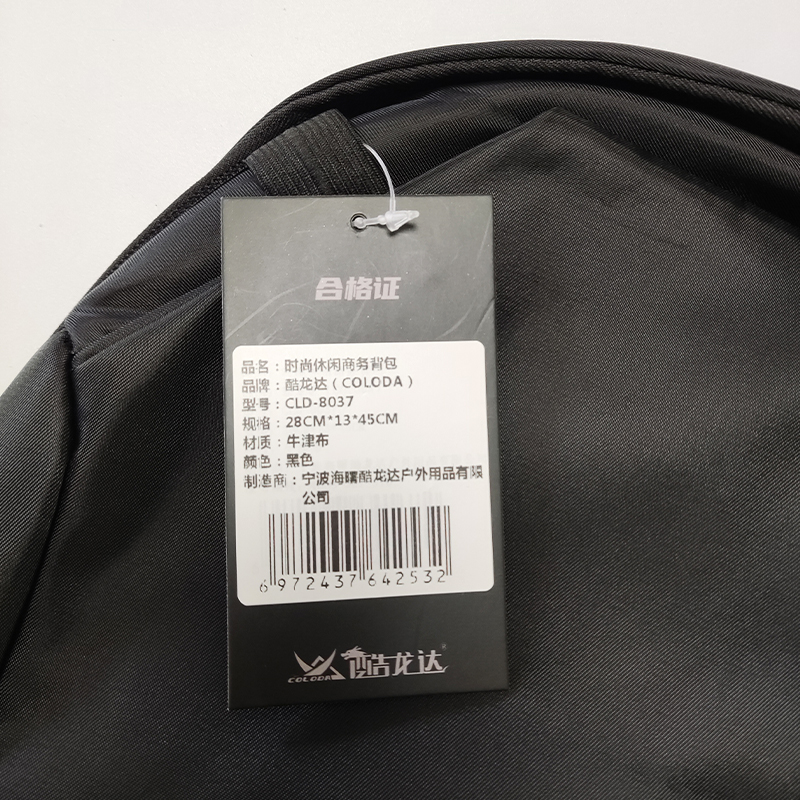 合格证
品名：时尚休闲商务背包
品牌：酷龙达（COLODA）
型号：CLD-8037
规格：28CM*13*45CM
材质：牛津布
颜色：黑色
制造商：宁波海曙酷龙达户外用品有限
公司
6 972437 642532
COLODA 酷龙达®